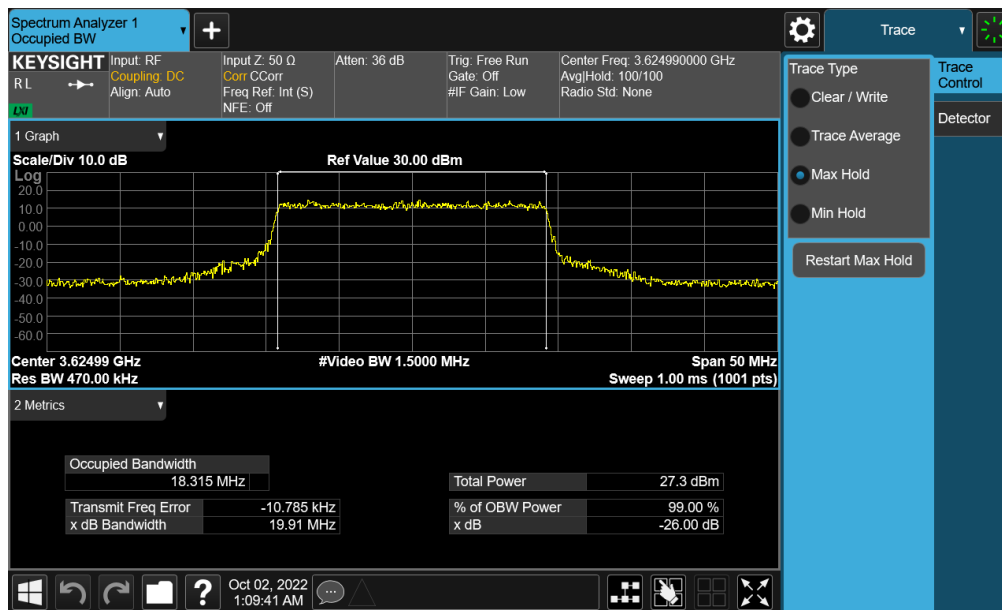 Spectrum Analyzer 1
Occupied BW
Trace
KEYSIGHT
R L
LXI
Input: RF
Coupling: DC
Align: Auto
Input Z: 50 Ω
Corr CCorr
Freq Ref: Int (S)
NFE: Off
Atten: 36 dB
Trig: Free Run
Gate: Off
#IF Gain: Low
Center Freq: 3.624990000 GHz
Avg|Hold: 100/100
Radio Std: None
Trace Type
Clear / Write
Trace Average
Max Hold
Min Hold
Restart Max Hold
Trace
Control
Detector
1 Graph
Scale/Div 10.0 dB
Ref Value 30.00 dBm
Log
20.0
10.0
0.00
-10.0
-20.0
-30.0
-40.0
-50.0
-60.0
Center 3.62499 GHz
#Video BW 1.5000 MHz
Span 50 MHz
Res BW 470.00 kHz
Sweep 1.00 ms (1001 pts)
2 Metrics
Occupied Bandwidth
18.315 MHz
Total Power 27.3 dBm
Transmit Freq Error -10.785 kHz
% of OBW Power 99.00 %
x dB Bandwidth 19.91 MHz
x dB -26.00 dB
?
Oct 02, 2022
1:09:41 AM